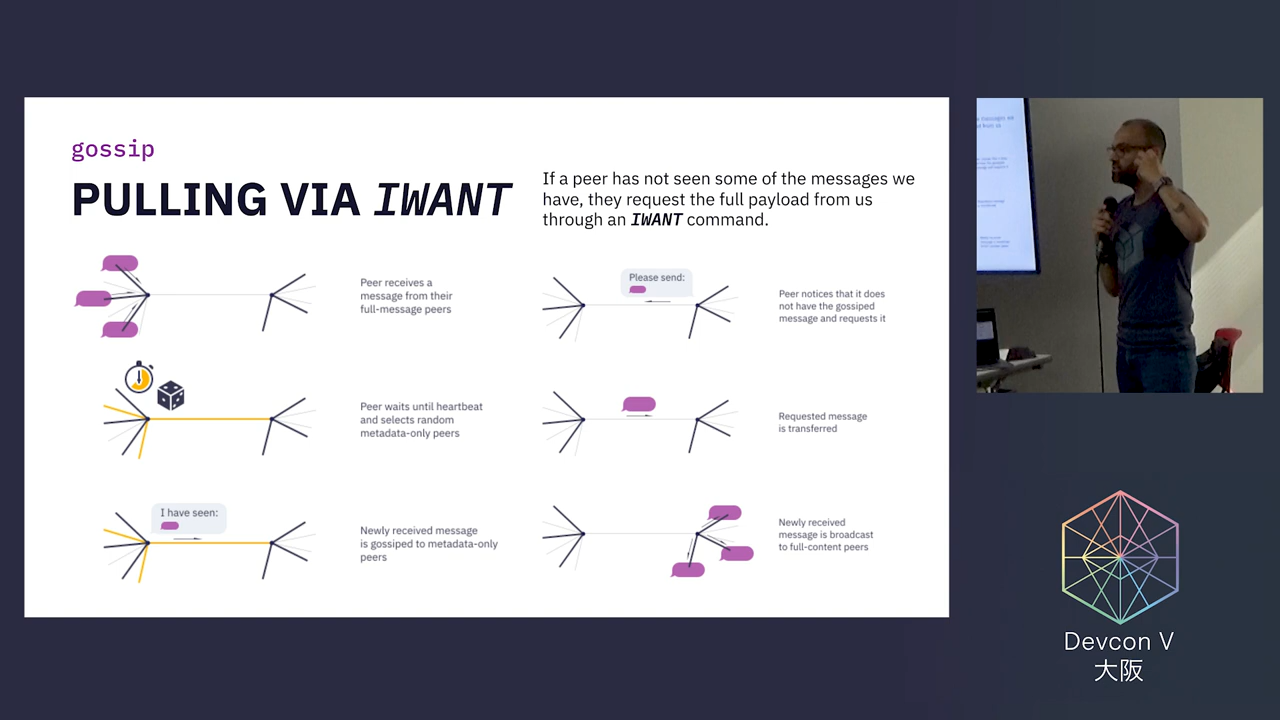 gossip
PULLING VIA IWANT
If a peer has not seen some of the messages we
have, they request the full payload from us
through an IWANT command.
Peer receives a
message from their
full-message peers
Peer waits until heartbeat
and selects random
metadata-only peers
I have seen:
Newly received message
is gossiped to metadata-only
peers
Please send:
Peer notices that it does
not have the gossiped
message and requests it
Requested message
is transferred
Newly received
message is broadcast
to full-content peers
Devcon V
大阪